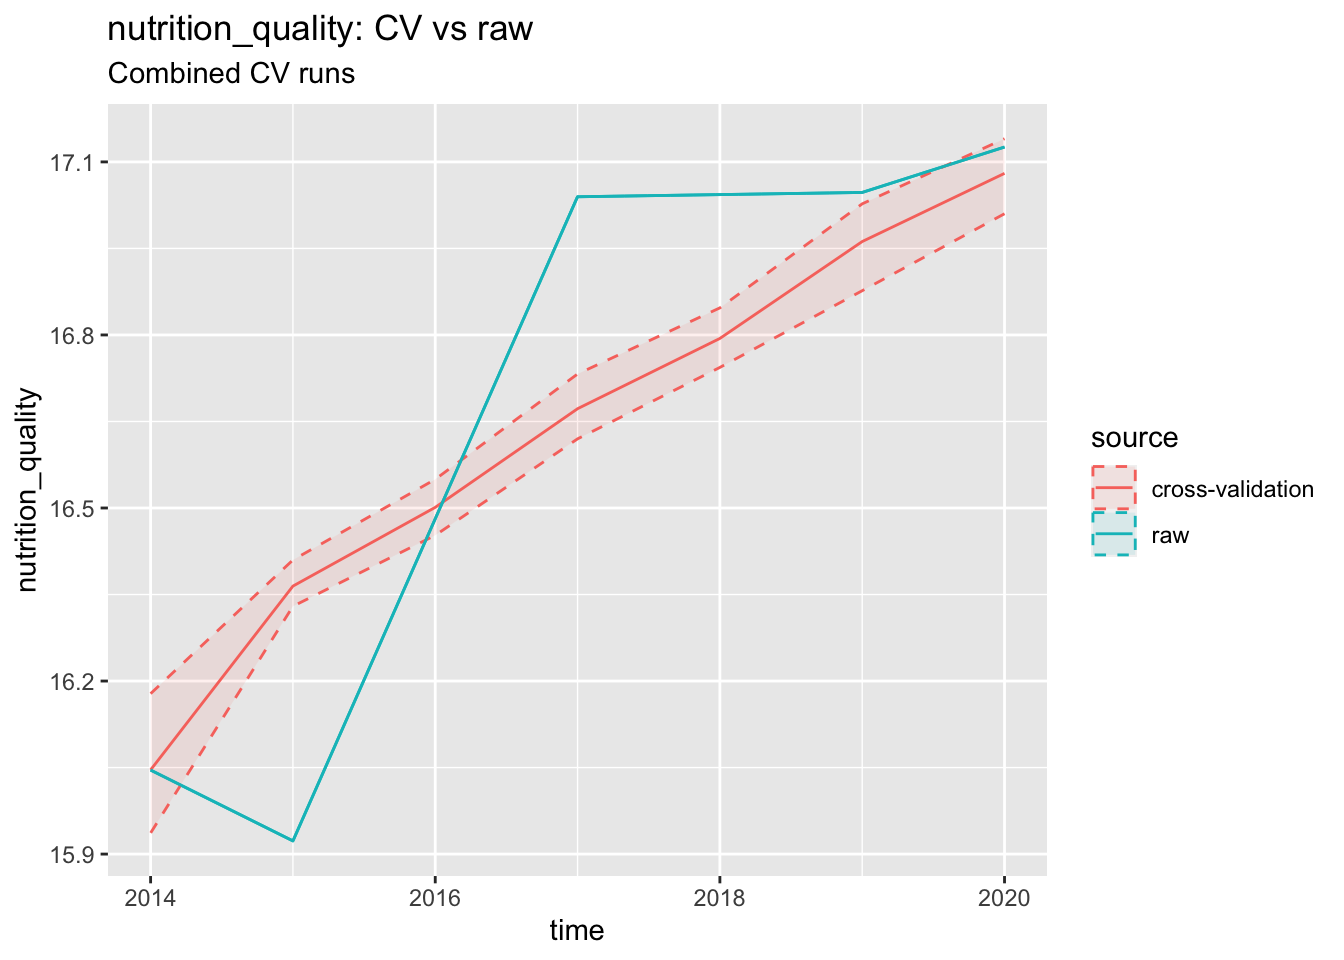 nutrition_quality: CV vs raw
Combined CV runs
nutrition_quality
17.1
16.8
16.5
16.2
15.9
2014 2016 2018 2020
time
source
cross-validation
raw